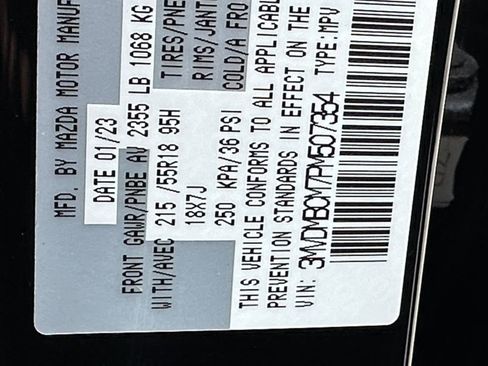 MFD. BY MAZDA MOTOR MANUF
DATE 01/23
FRONT GAWR/PNBE AV 2355 LB 1068 KG
WITH/AVEC 215 /55R18 95H TIRES/PNE
18X7J RIMS/JANT
250 KPA/36 PSI COLD/A FRO
THIS VEHICLE CONFORMS TO ALL APPLICABL
PREVENTION STANDARDS IN EFFECT ON THE
VIN: 3MVDMBCM7PM507354 TYPE:MPV